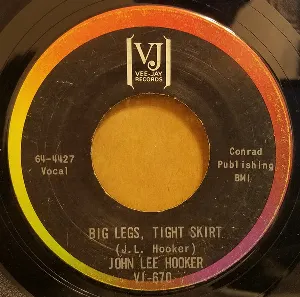 VJ
VEE-JAY
RECORDS
64-4427
Vocal
Conrad
Publishing
BMI
BIG LEGS, TIGHT SKIRT
(J.L. Hooker)
JOHN LEE HOOKER
VJ-670